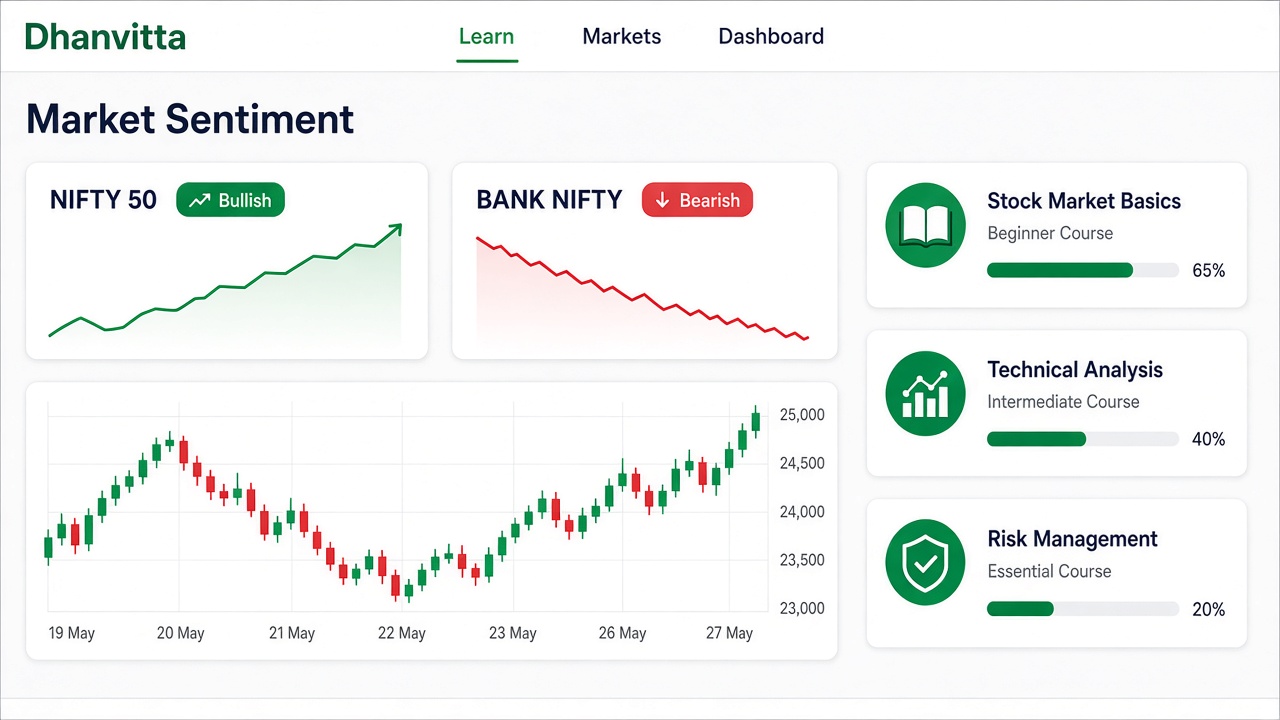 Dhanvitta
Learn
Markets
Dashboard
Market Sentiment
NIFTY 50
Bullish
BANK NIFTY
Bearish
25,000
24,500
24,000
23,500
23,000
19 May
20 May
21 May
22 May
23 May
26 May
27 May
Stock Market Basics
Beginner Course
65%
Technical Analysis
Intermediate Course
40%
Risk Management
Essential Course
20%